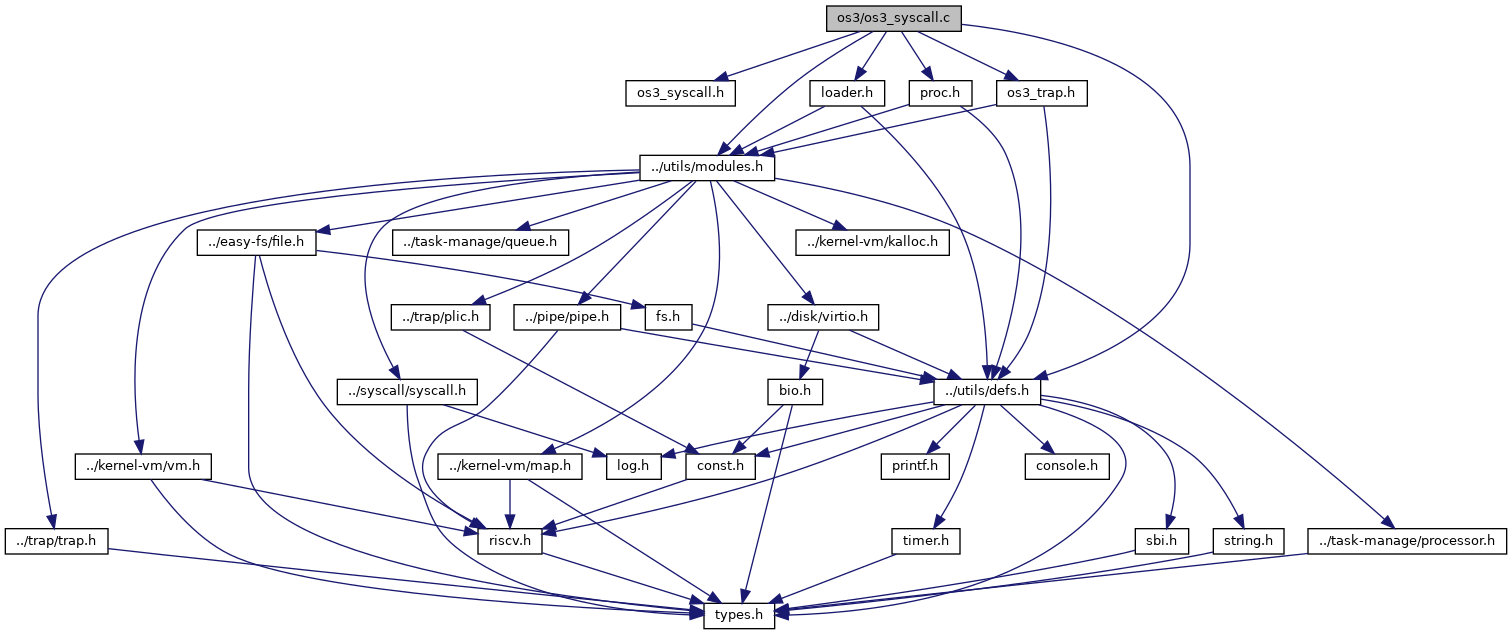 os3/os3_syscall.c
os3_syscall.h
loader.h
proc.h
os3_trap.h
../utils/modules.h
../easy-fs/file.h
../task-manage/queue.h
../kernel-vm/kalloc.h
../trap/plic.h
../pipe/pipe.h
fs.h
../disk/virtio.h
../syscall/syscall.h
bio.h
../utils/defs.h
../kernel-vm/vm.h
../kernel-vm/map.h
log.h
const.h
printf.h
console.h
../trap/trap.h
riscv.h
timer.h
sbi.h
string.h
../task-manage/processor.h
types.h